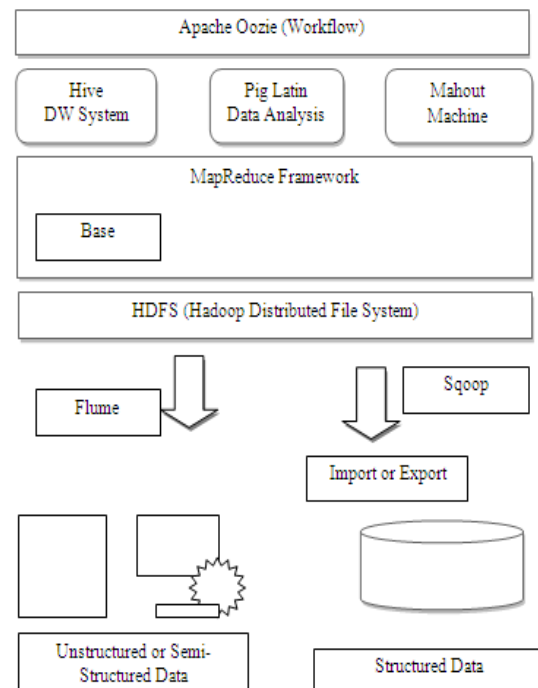 Apache Oozie (Workflow)
Hive
DW System
Pig Latin
Data Analysis
Mahout
Machine
MapReduce Framework
Base
HDFS (Hadoop Distributed File System)
Flume
Sqoop
Import or Export
Unstructured or Semi-
Structured Data
Structured Data